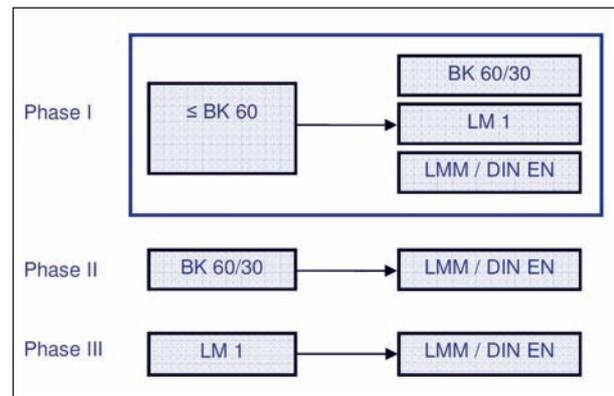 Phase I
≤ BK 60
BK 60/30
LM 1
LMM / DIN EN
Phase II
BK 60/30
LMM / DIN EN
Phase III
LM 1
LMM / DIN EN